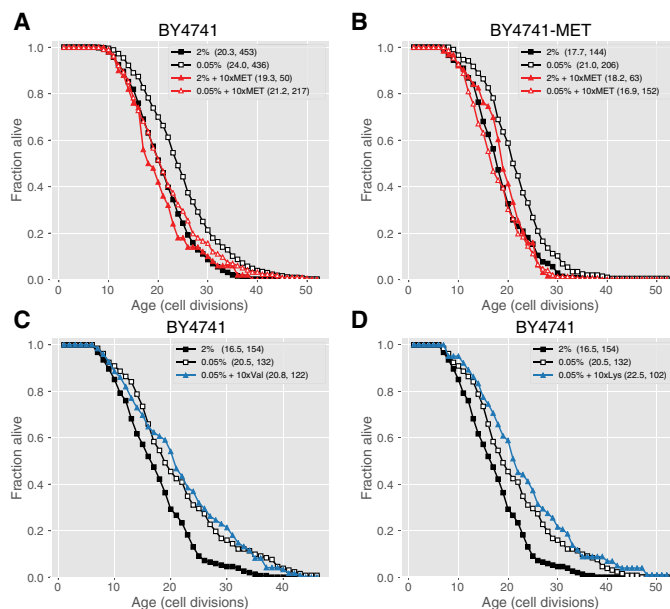 A
BY4741
2% (20.3, 453)
0.05% (24.0, 436)
2% + 10xMET (19.3, 50)
0.05% + 10xMET (21.2, 217)
Fraction alive
1.0
0.8
0.6
0.4
0.2
0.0
0 10 20 30 40 50
Age (cell divisions)
B
BY4741-MET
2% (17.7, 144)
0.05% (21.0, 206)
2% + 10xMET (18.2, 63)
0.05% + 10xMET (16.9, 152)
Fraction alive
1.0
0.8
0.6
0.4
0.2
0.0
0 10 20 30 40 50
Age (cell divisions)
C
BY4741
2% (16.5, 154)
0.05% (20.5, 132)
0.05% + 10xVal (20.8, 122)
Fraction alive
1.0
0.8
0.6
0.4
0.2
0.0
0 10 20 30 40
Age (cell divisions)
D
BY4741
2% (16.5, 154)
0.05% (20.5, 132)
0.05% + 10xLys (22.5, 102)
Fraction alive
1.0
0.8
0.6
0.4
0.2
0.0
0 10 20 30 40 50
Age (cell divisions)